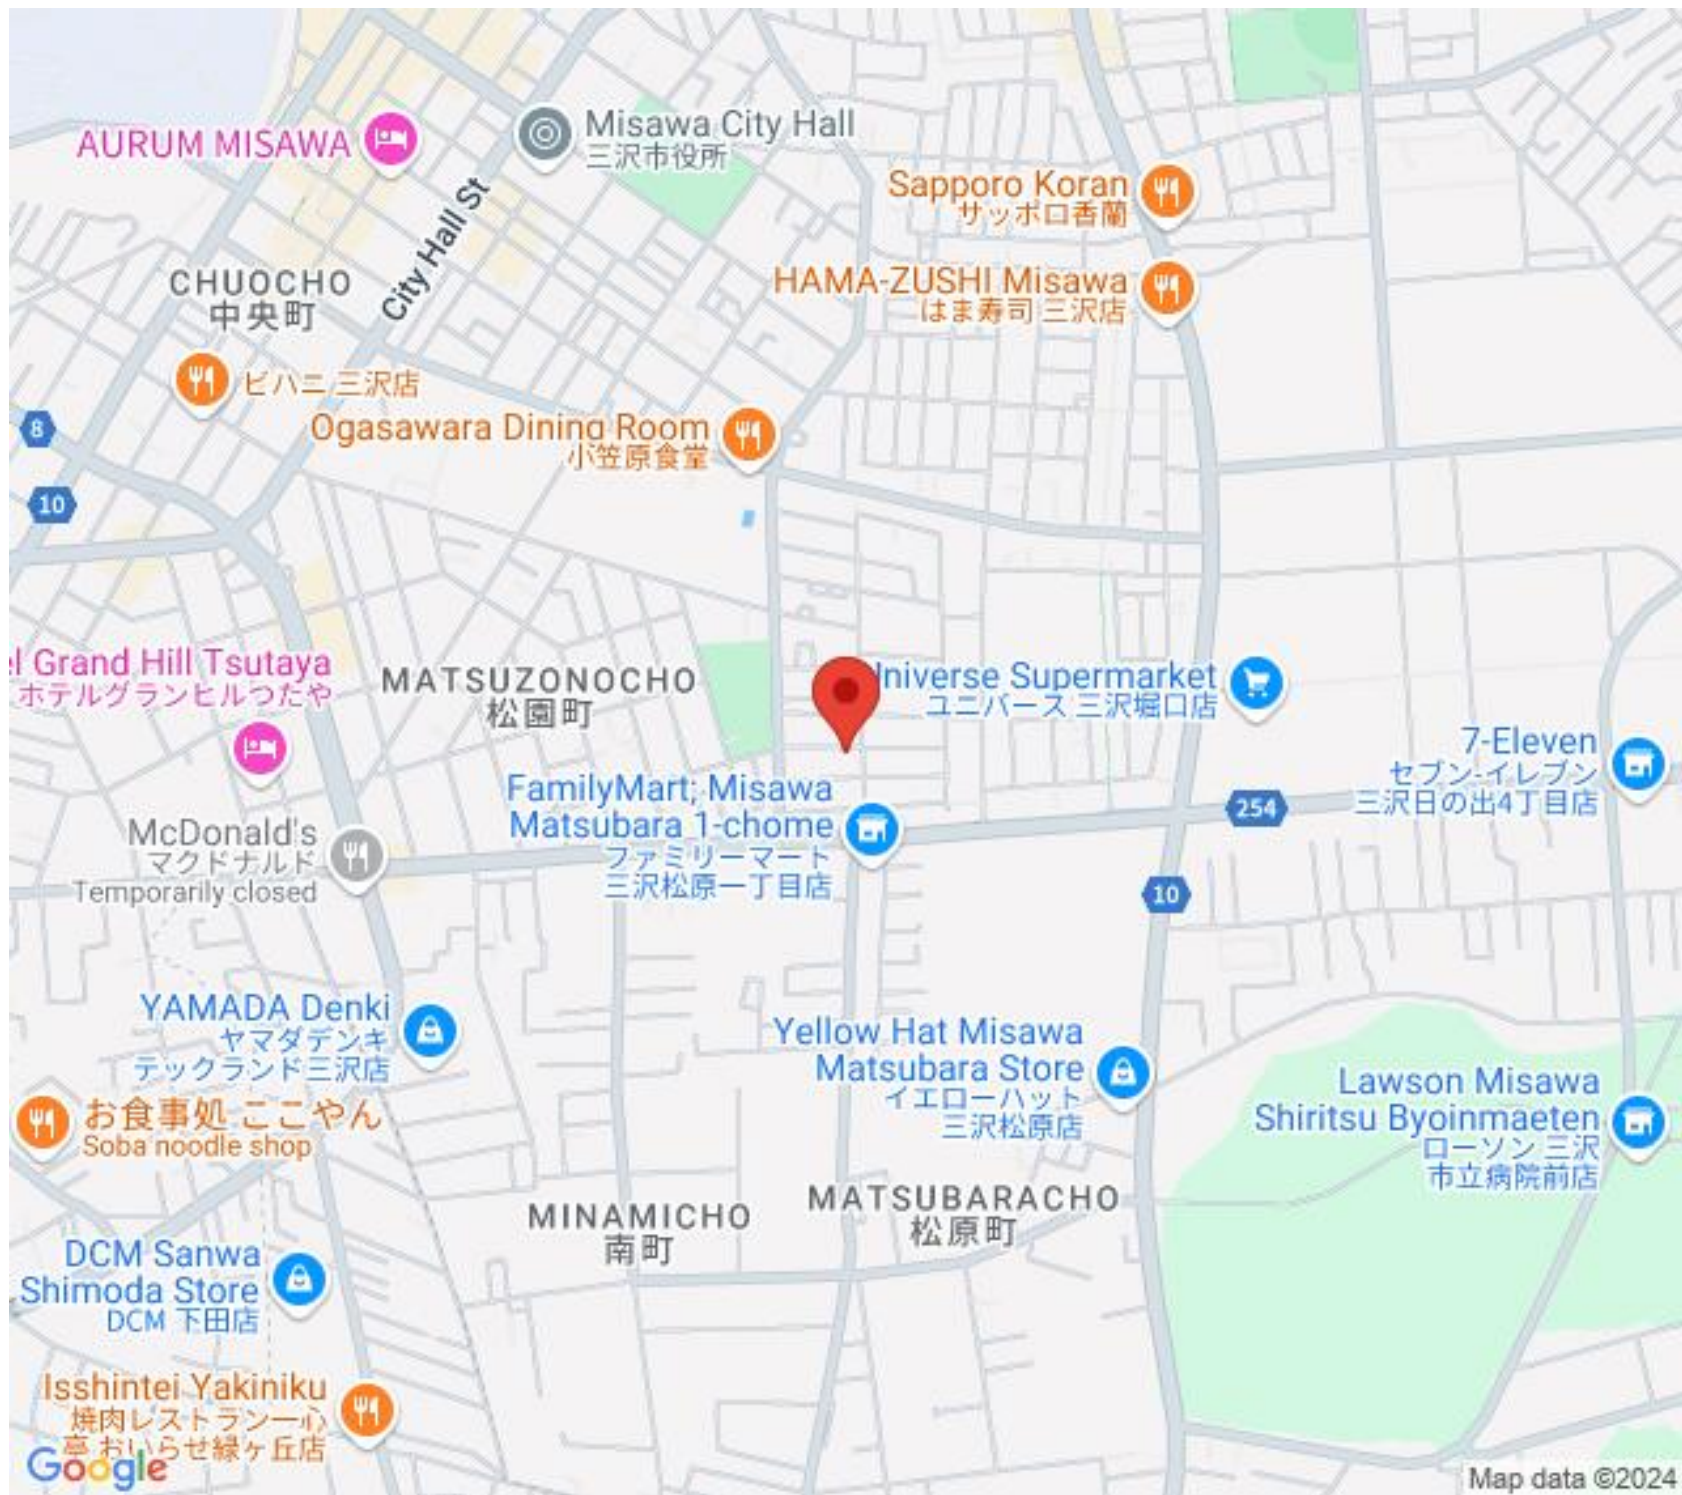 AURUM MISAWA
Misawa City Hall
三沢市役所
City Hall St
Sapporo Koran
サッポロ香蘭
HAMA-ZUSHI Misawa
はま寿司 三沢店
CHUOCHO
中央町
ビハニ 三沢店
Ogasawara Dining Room
小笠原食堂
8
10
l Grand Hill Tsutaya
ホテルグランヒルつたや
MATSUZONOCHO
松園町
niverse Supermarket
ユニバース 三沢堀口店
7-Eleven
セブン-イレブン
三沢日の出4丁目店
FamilyMart; Misawa
Matsubara 1-chome
ファミリーマート
三沢松原一丁目店
254
McDonald's
マクドナルド
Temporarily closed
10
YAMADA Denki
ヤマダデンキ
テックランド三沢店
Yellow Hat Misawa
Matsubara Store
イエローハット
三沢松原店
Lawson Misawa
Shiritsu Byoinmaeten
ローソン 三沢
市立病院前店
お食事処 ここやん
Soba noodle shop
MINAMICHO
南町
MATSUBARACHO
松原町
DCM Sanwa
Shimoda Store
DCM 下田店
Isshintei Yakiniku
焼肉レストラン一心
亭 おいらせ緑ヶ丘店
Google
Map data ©2024